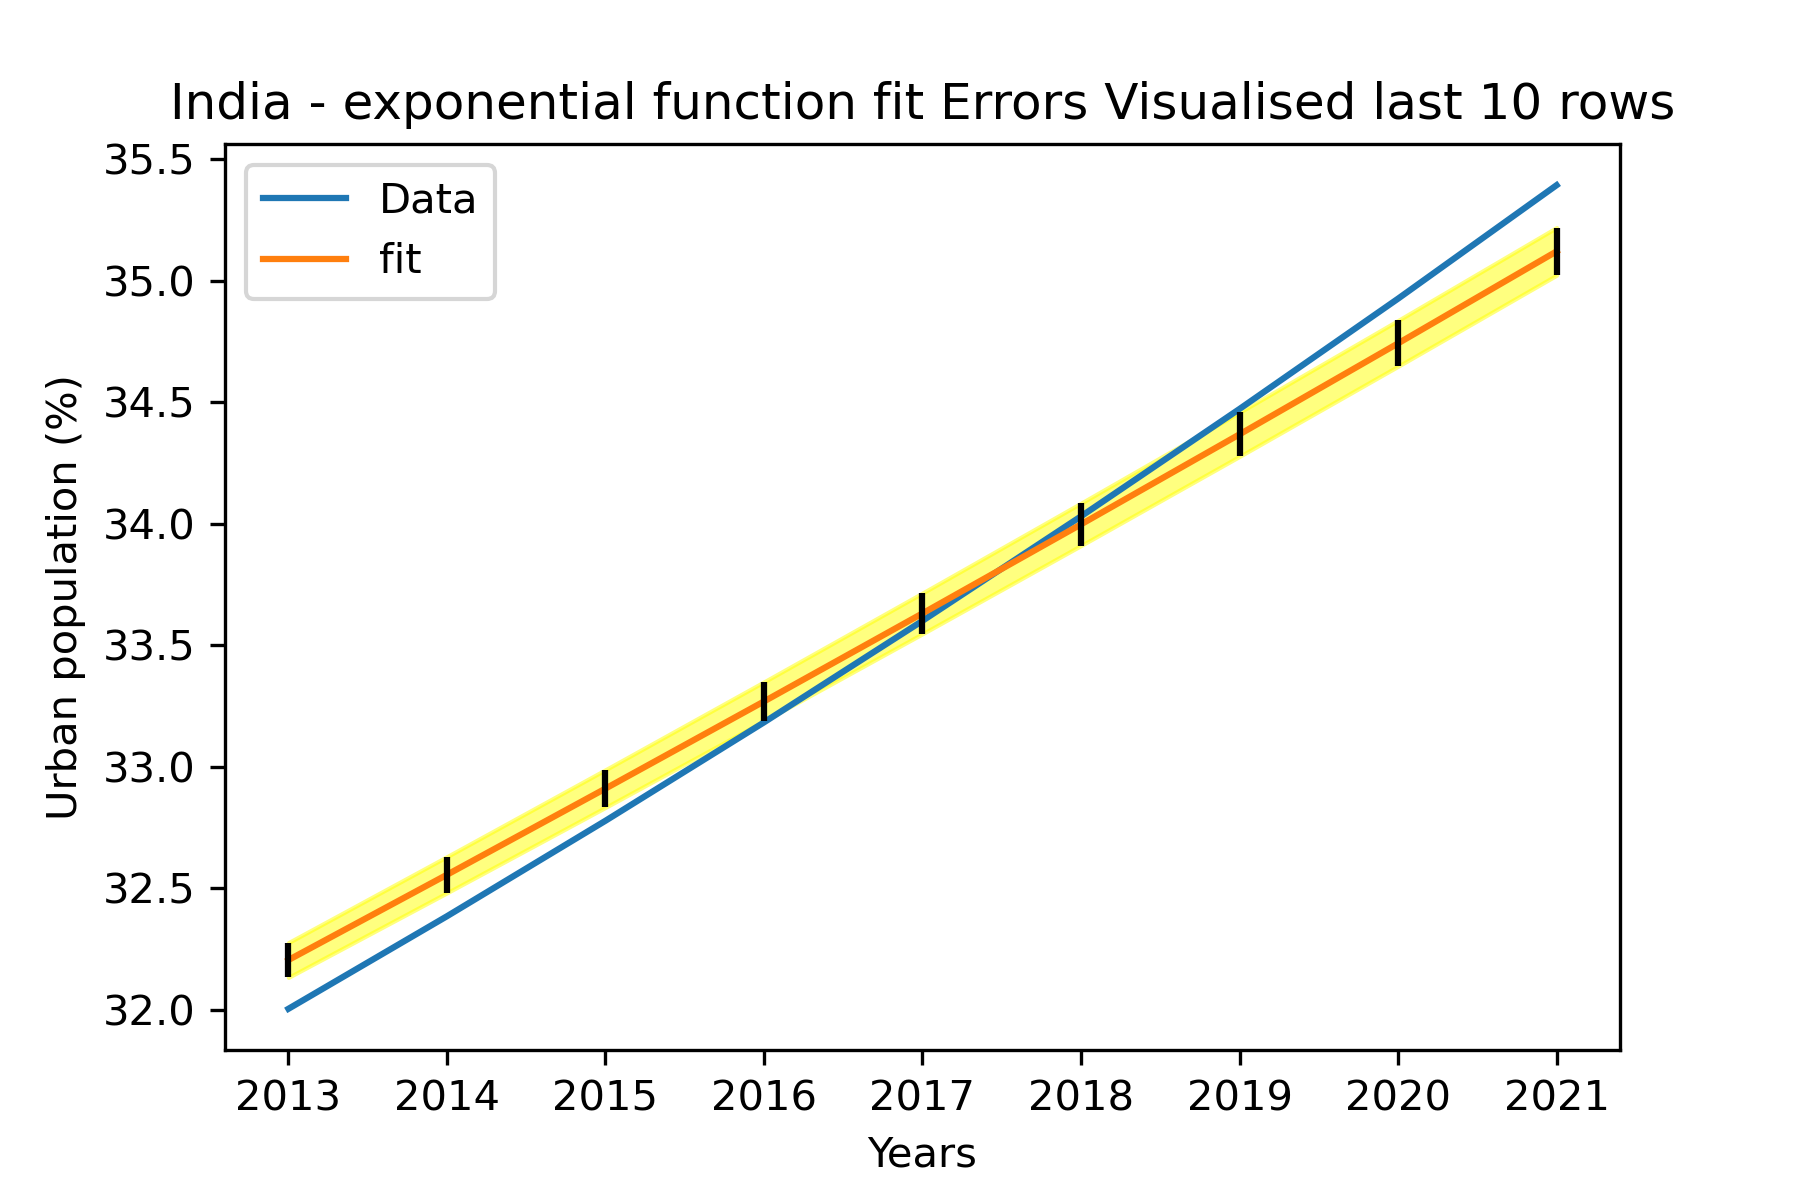 India - exponential function fit Errors Visualised last 10 rows
35.5
35.0
34.5
34.0
33.5
33.0
32.5
32.0
Urban population (%)
Data
fit
2013 2014 2015 2016 2017 2018 2019 2020 2021
Years